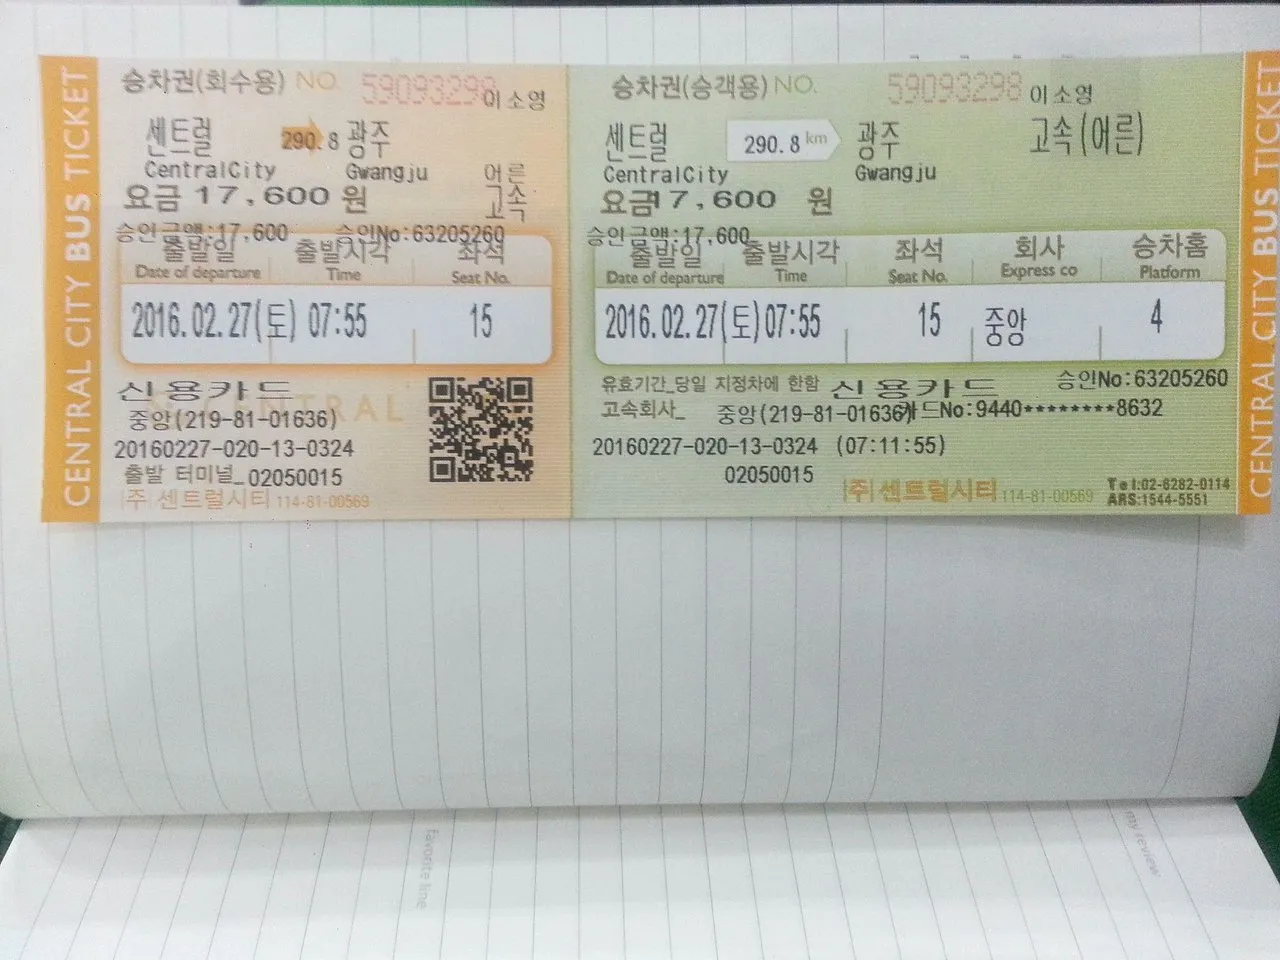 CENTRAL CITY BUS TICKET
승차권(회수용) NO. 59093298 이소영
센트럴 290.8 광주
CentralCity Gwangju 어른
요금 17,600 원 고속
승인금액:17,600 승인No:63205260
출발일 출발시각 좌석
Date of departure Time Seat No.
2016.02.27(토) 07:55 15
신용카드
CENTRAL
중앙(219-81-01636)
20160227-020-13-0324
출발 터미널_ 02050015
(주) 센트럴시티 114-81-00569
승차권(승객용) NO. 59093298 이소영
센트럴 290.8 km 광주 고속(어른)
CentralCity Gwangju
요금 17,600 원
승인금액:17,600
출발일 출발시각 좌석 회사 승차홈
Date of departure Time Seat No. Express co Platform
2016.02.27(토) 07:55 15 중앙 4
유효기간_당일 지정차에 한함 신용카드 승인No:63205260
고속회사_ 중앙(219-81-01636) 카드No:9440********8632
20160227-020-13-0324 (07:11:55)
02050015
(주) 센트럴시티 114-81-00569 Tel:02-6282-0114
ARS:1544-5551
CENTRAL CITY BUS TICKET
favorite line
my review